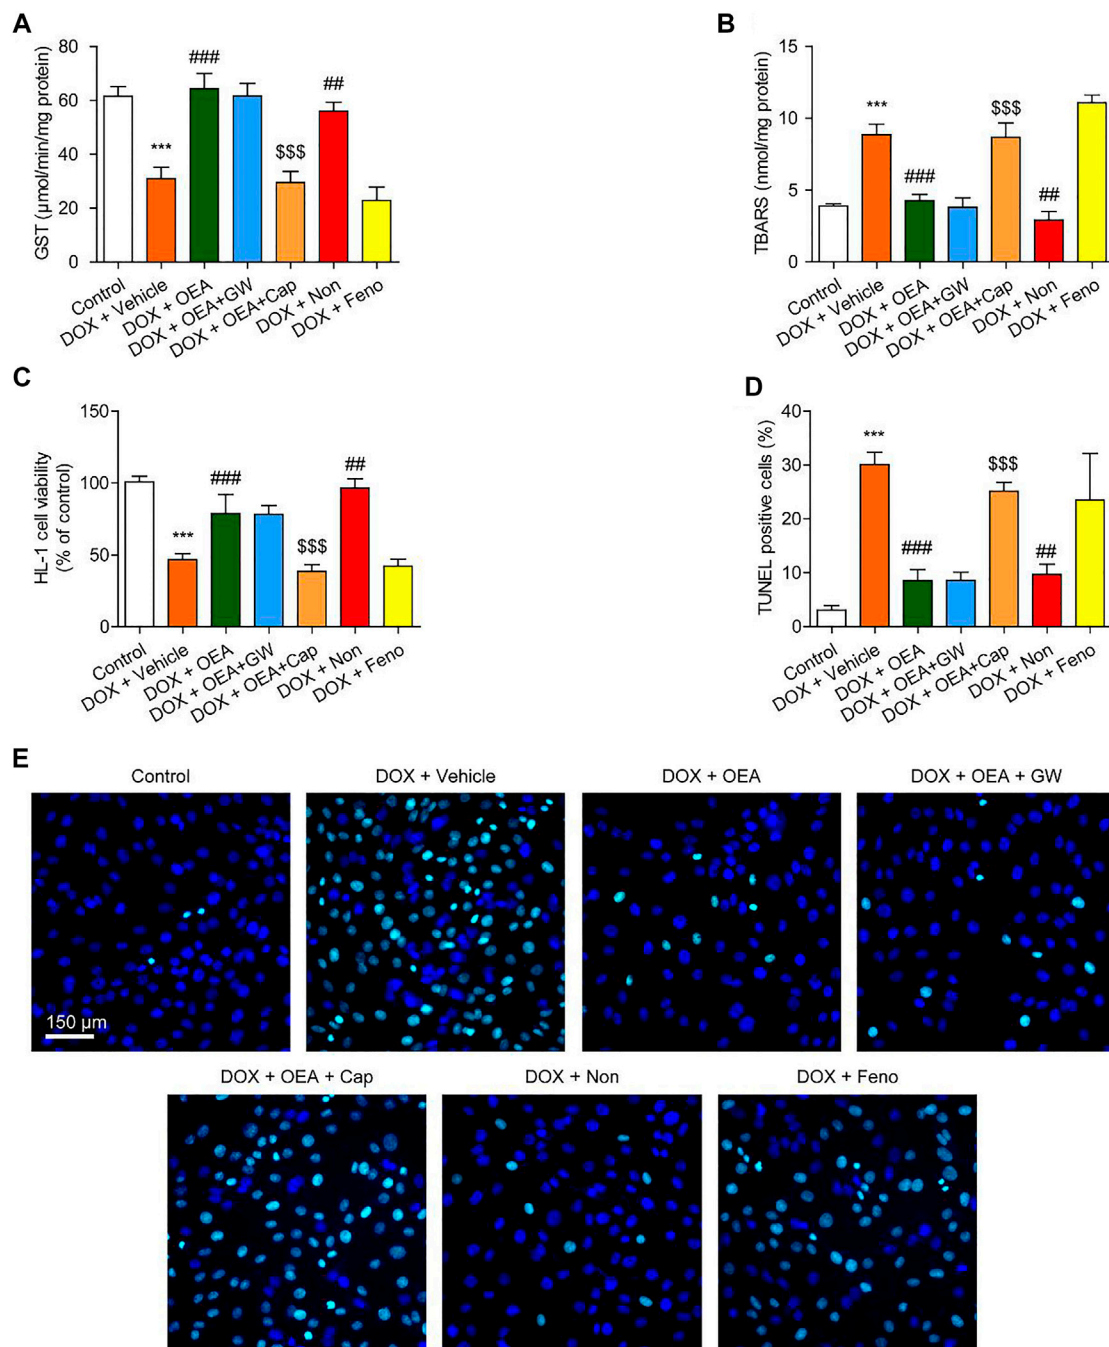 A
GST (µmol/min/mg protein)
80
60
40
20
0
***
###
$$$
##
Control
DOX + Vehicle
DOX + OEA
DOX + OEA+GW
DOX + OEA+Cap
DOX + Non
DOX + Feno
B
TBARS (nmol/mg protein)
15
10
5
0
***
###
$$$
##
Control
DOX + Vehicle
DOX + OEA
DOX + OEA+GW
DOX + OEA+Cap
DOX + Non
DOX + Feno
C
HL-1 cell viability
(% of control)
150
100
50
0
***
###
$$$
##
Control
DOX + Vehicle
DOX + OEA
DOX + OEA+GW
DOX + OEA+Cap
DOX + Non
DOX + Feno
D
TUNEL positive cells (%)
40
30
20
10
0
***
###
$$$
##
Control
DOX + Vehicle
DOX + OEA
DOX + OEA+GW
DOX + OEA+Cap
DOX + Non
DOX + Feno
E
Control
DOX + Vehicle
DOX + OEA
DOX + OEA + GW
150 µm
DOX + OEA + Cap
DOX + Non
DOX + Feno